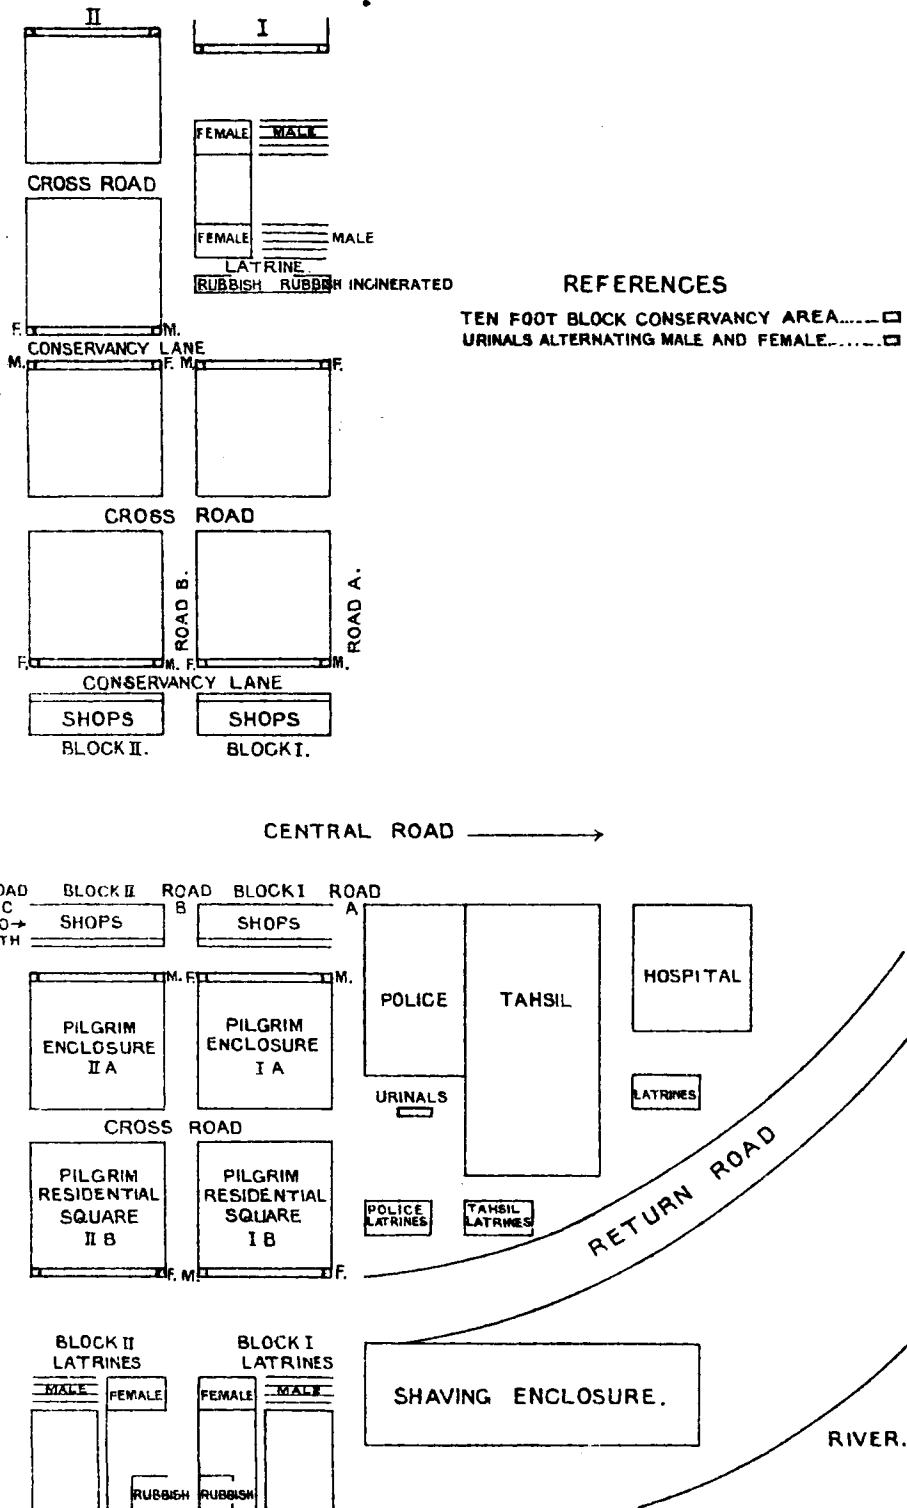 II
I
FEMALE MALE
CROSS ROAD
FEMALE MALE
LATRINE.
RUBBISH RUBBISH INCINERATED
REFERENCES
TEN FOOT BLOCK CONSERVANCY AREA
URINALS ALTERNATING MALE AND FEMALE
F. M.
CONSERVANCY LANE
M. F. M. F.
CROSS ROAD
ROAD B.
ROAD A.
F. M. F. M.
CONSERVANCY LANE
SHOPS SHOPS
BLOCK II. BLOCK I.
CENTRAL ROAD
OAD BLOCK II ROAD BLOCK I ROAD
C B A
O→ SHOPS SHOPS
TH
M. F. M.
PILGRIM
ENCLOSURE
II A
PILGRIM
ENCLOSURE
I A
POLICE
TAHSIL
HOSPITAL
URINALS
LATRINES
CROSS ROAD
PILGRIM
RESIDENTIAL
SQUARE
II B
PILGRIM
RESIDENTIAL
SQUARE
I B
POLICE
LATRINES
TAHSIL
LATRINES
RETURN ROAD
F. M. F.
BLOCK II
LATRINES
BLOCK I
LATRINES
MALE FEMALE FEMALE MALE
SHAVING ENCLOSURE.
RIVER.
RUBBISH RUBBISH